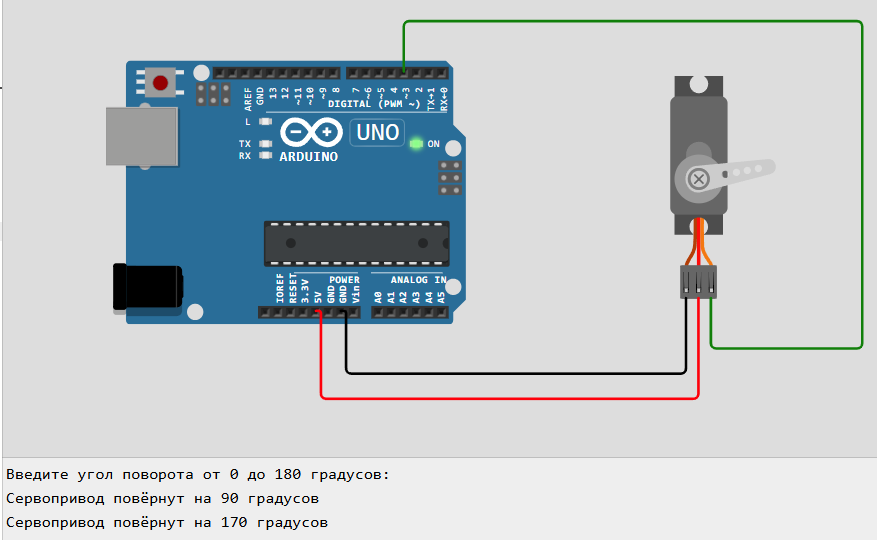 AREF
GND
13
12
~11
~10
~9
8
7
~6
~5
4
~3
2
TX→1
RX←0
DIGITAL (PWM ~)
L
TX
RX
UNO
ARDUINO
ON
POWER
ANALOG IN
IOREF
RESET
3.3V
5V
GND
GND
Vin
A0
A1
A2
A3
A4
A5
Введите угол поворота от 0 до 180 градусов:
Сервопривод повёрнут на 90 градусов
Сервопривод повёрнут на 170 градусов